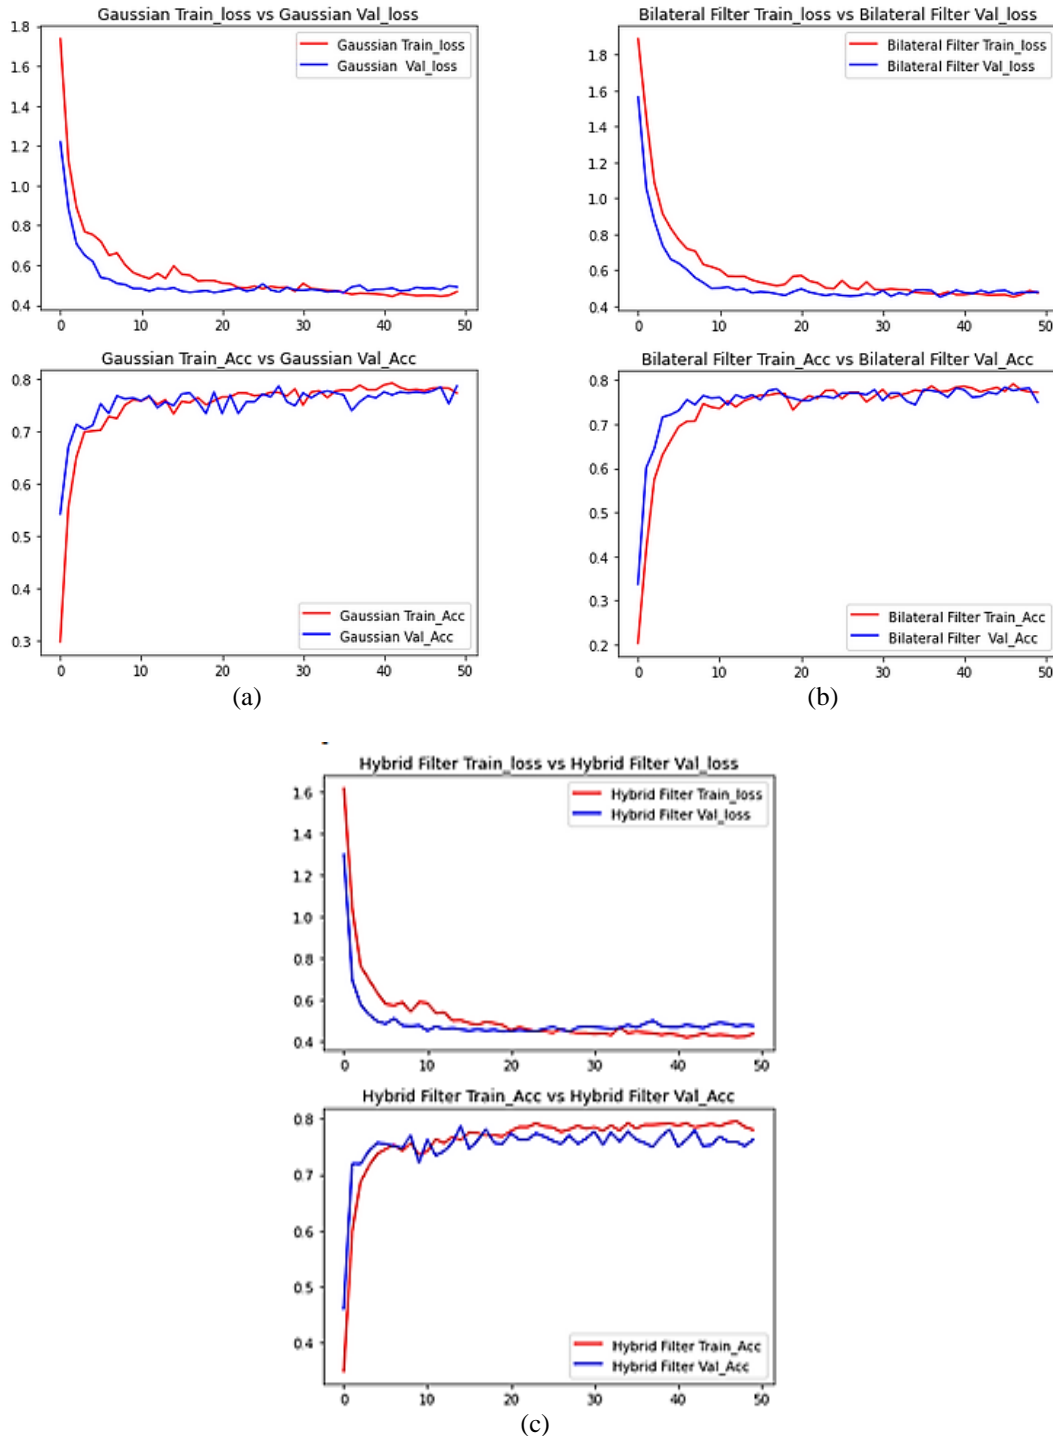 Gaussian Train_loss vs Gaussian Val_loss
1.8
1.6
1.4
1.2
1.0
0.8
0.6
0.4
Gaussian Train_loss
Gaussian Val_loss
0 10 20 30 40 50
Gaussian Train_Acc vs Gaussian Val_Acc
0.8
0.7
0.6
0.5
0.4
0.3
Gaussian Train_Acc
Gaussian Val_Acc
0 10 20 30 40 50
(a)
Bilateral Filter Train_loss vs Bilateral Filter Val_loss
1.8
1.6
1.4
1.2
1.0
0.8
0.6
0.4
Bilateral Filter Train_loss
Bilateral Filter Val_loss
0 10 20 30 40 50
Bilateral Filter Train_Acc vs Bilateral Filter Val_Acc
0.8
0.7
0.6
0.5
0.4
0.3
0.2
Bilateral Filter Train_Acc
Bilateral Filter Val_Acc
0 10 20 30 40 50
(b)
Hybrid Filter Train_loss vs Hybrid Filter Val_loss
1.6
1.4
1.2
1.0
0.8
0.6
0.4
Hybrid Filter Train_loss
Hybrid Filter Val_loss
0 10 20 30 40 50
Hybrid Filter Train_Acc vs Hybrid Filter Val_Acc
0.8
0.7
0.6
0.5
0.4
Hybrid Filter Train_Acc
Hybrid Filter Val_Acc
0 10 20 30 40 50
(c)